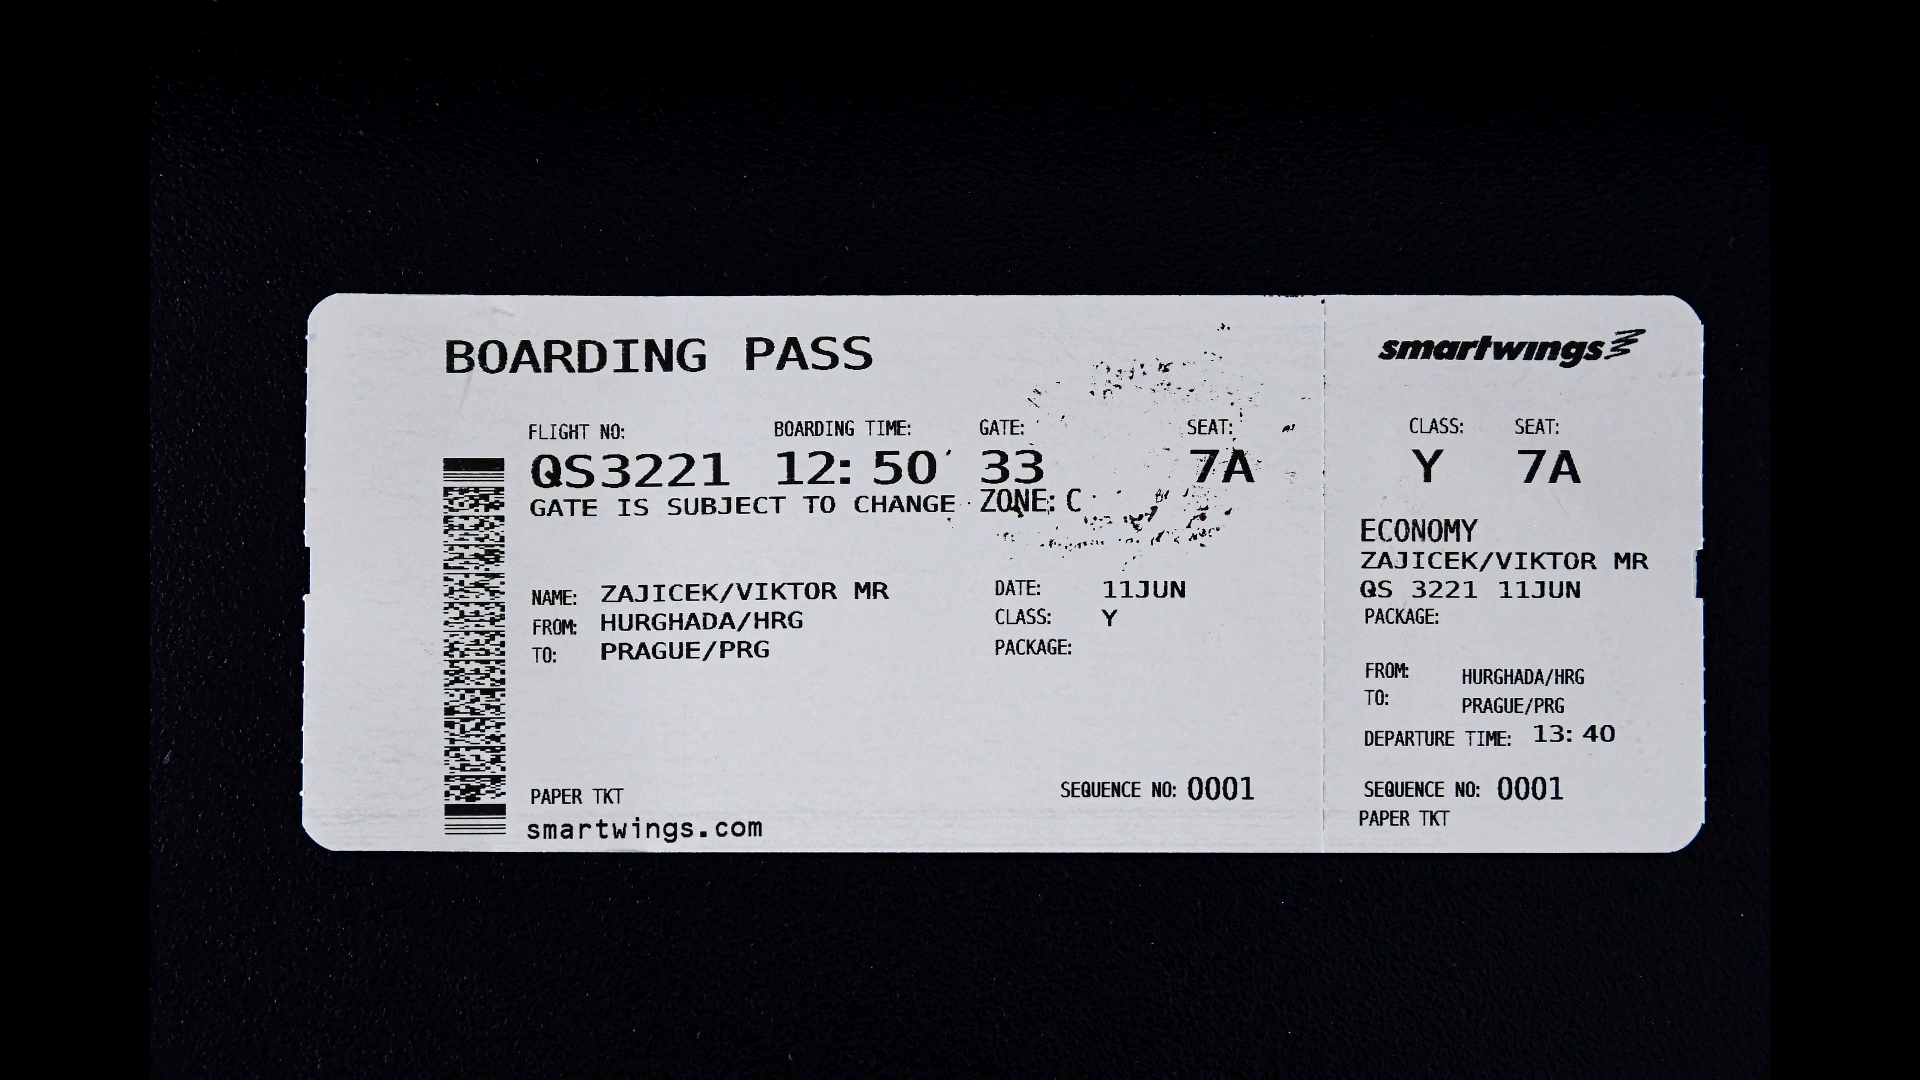 BOARDING PASS
FLIGHT NO: BOARDING TIME: GATE: SEAT:
QS3221 12: 50 33 7A
GATE IS SUBJECT TO CHANGE ZONE: C
NAME: ZAJICEK/VIKTOR MR DATE: 11JUN
FROM: HURGHADA/HRG CLASS: Y
TO: PRAGUE/PRG PACKAGE:
PAPER TKT SEQUENCE NO: 0001
smartwings.com
smartwings
CLASS: SEAT:
Y 7A
ECONOMY
ZAJICEK/VIKTOR MR
QS 3221 11JUN
PACKAGE:
FROM: HURGHADA/HRG
TO: PRAGUE/PRG
DEPARTURE TIME: 13: 40
SEQUENCE NO: 0001
PAPER TKT